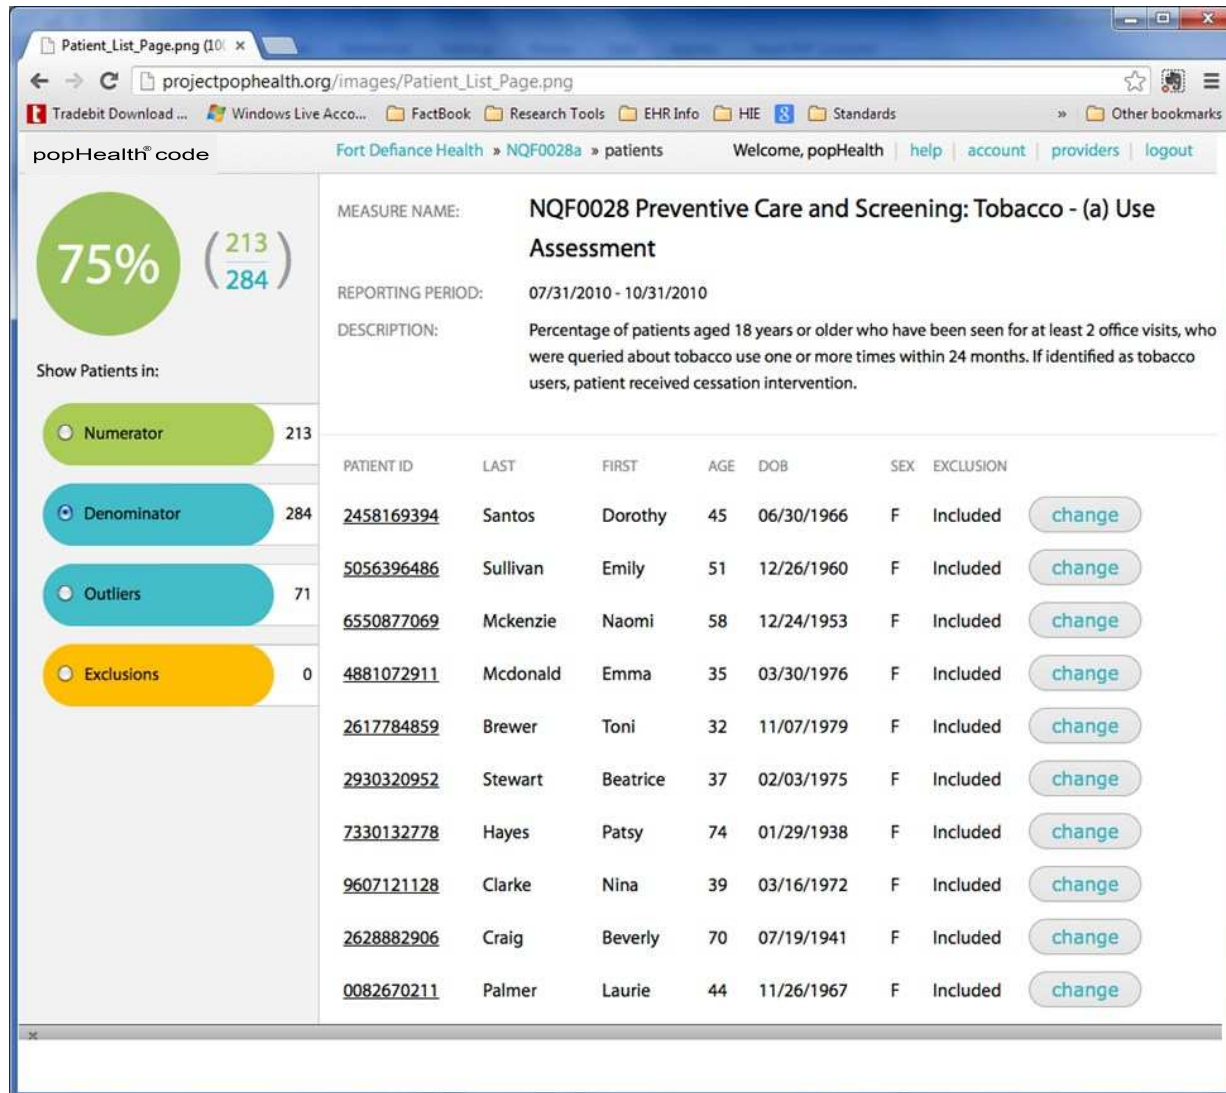 Patient_List_Page.png (10(
projectpophealth.org/images/Patient_List_Page.png
Tradebit Download ... Windows Live Acco... FactBook Research Tools EHR Info HIE 8 Standards » Other bookmarks
popHealth® code Fort Defiance Health » NQF0028a » patients Welcome, popHealth | help | account | providers | logout
75% (213/284)
MEASURE NAME: NQF0028 Preventive Care and Screening: Tobacco - (a) Use
Assessment
REPORTING PERIOD: 07/31/2010 - 10/31/2010
DESCRIPTION: Percentage of patients aged 18 years or older who have been seen for at least 2 office visits, who
were queried about tobacco use one or more times within 24 months. If identified as tobacco
users, patient received cessation intervention.
Show Patients in:
Numerator 213
Denominator 284
Outliers 71
Exclusions 0
PATIENT ID LAST FIRST AGE DOB SEX EXCLUSION
2458169394 Santos Dorothy 45 06/30/1966 F Included change
5056396486 Sullivan Emily 51 12/26/1960 F Included change
6550877069 Mckenzie Naomi 58 12/24/1953 F Included change
4881072911 Mcdonald Emma 35 03/30/1976 F Included change
2617784859 Brewer Toni 32 11/07/1979 F Included change
2930320952 Stewart Beatrice 37 02/03/1975 F Included change
7330132778 Hayes Patsy 74 01/29/1938 F Included change
9607121128 Clarke Nina 39 03/16/1972 F Included change
2628882906 Craig Beverly 70 07/19/1941 F Included change
0082670211 Palmer Laurie 44 11/26/1967 F Included change